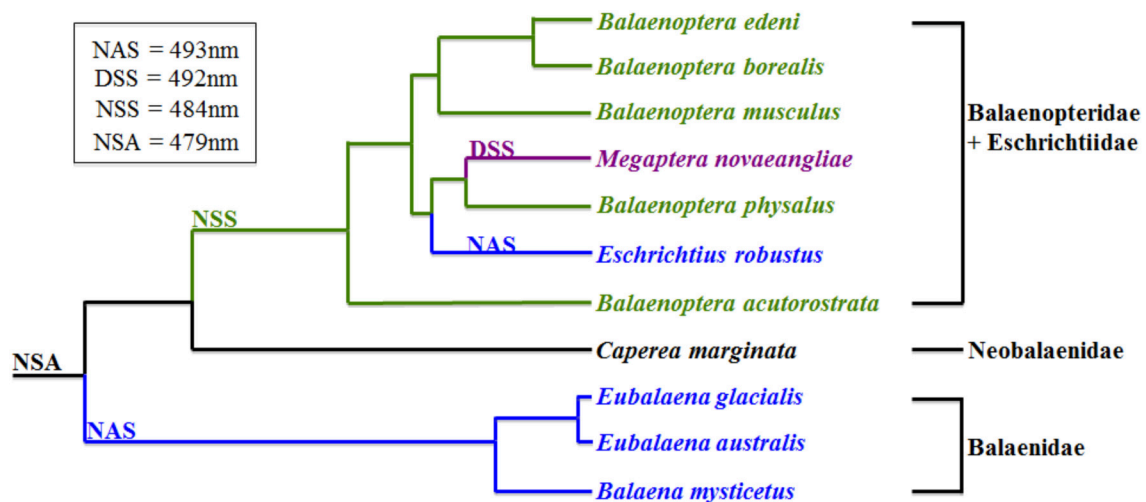 NAS = 493nm
DSS = 492nm
NSS = 484nm
NSA = 479nm
Balaenoptera edeni
Balaenoptera borealis
Balaenoptera musculus
DSS
Megaptera novaeangliae
Balaenoptera physalus
NAS
Eschrichtius robustus
NSS
Balaenoptera acutorostrata
Balaenopteridae
+ Eschrichtiidae
Caperea marginata
Neobalaenidae
NSA
Eubalaena glacialis
NAS
Eubalaena australis
Balaenidae
Balaena mysticetus